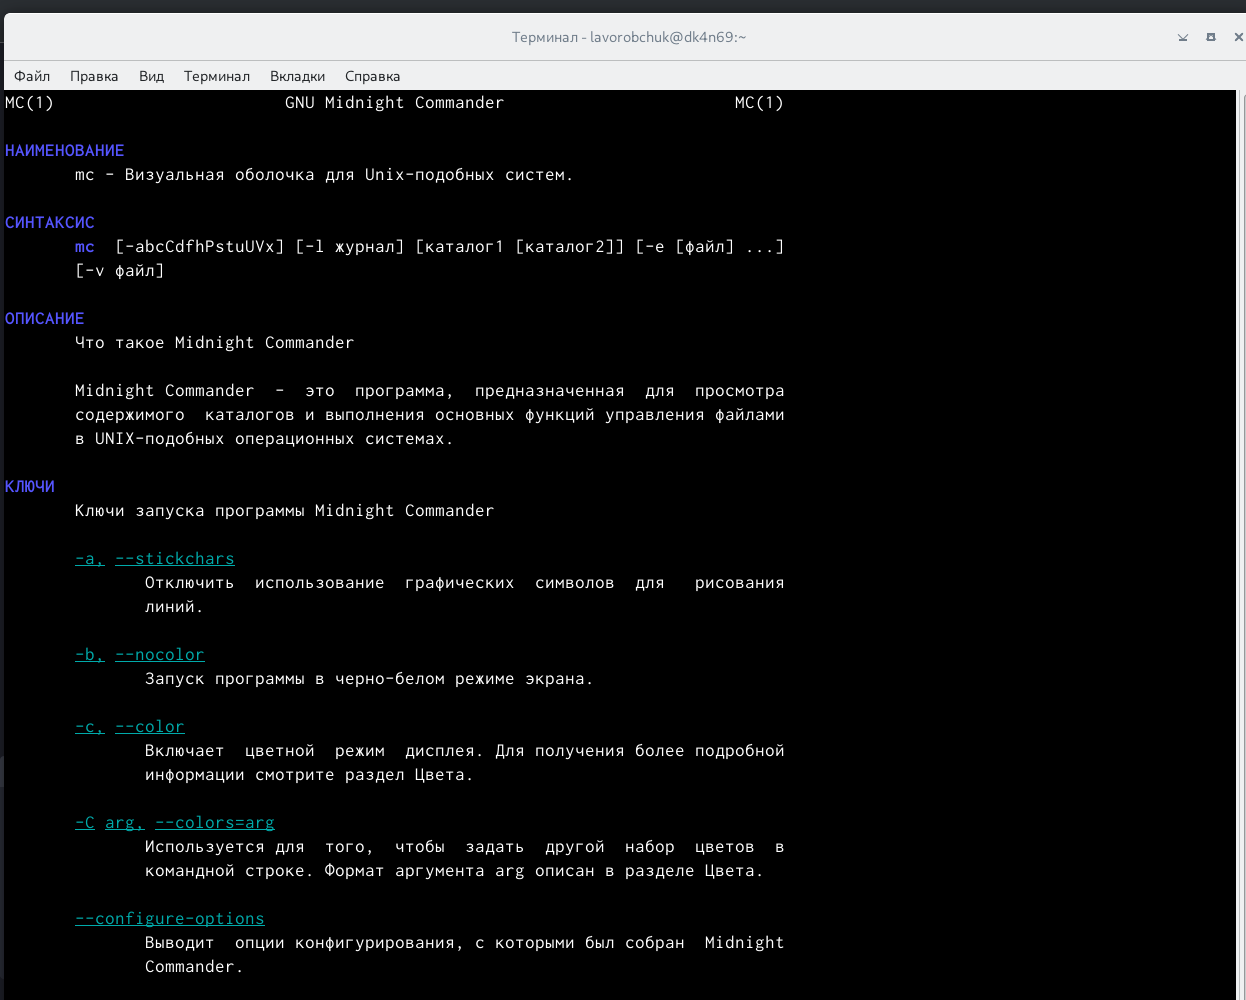 Терминал - lavorobchuk@dk4n69:~
Файл Правка Вид Терминал Вкладки Справка
MC(1) GNU Midnight Commander MC(1)
НАИМЕНОВАНИЕ
mc - Визуальная оболочка для Unix-подобных систем.
СИНТАКСИС
mc [-abcCdfhPstuUVx] [-l журнал] [каталог1 [каталог2]] [-e [файл] ...]
[-v файл]
ОПИСАНИЕ
Что такое Midnight Commander
Midnight Commander - это программа, предназначенная для просмотра
содержимого каталогов и выполнения основных функций управления файлами
в UNIX-подобных операционных системах.
КЛЮЧИ
Ключи запуска программы Midnight Commander
-a, --stickchars
Отключить использование графических символов для рисования
линий.
-b, --nocolor
Запуск программы в черно-белом режиме экрана.
-c, --color
Включает цветной режим дисплея. Для получения более подробной
информации смотрите раздел Цвета.
-C arg, --colors=arg
Используется для того, чтобы задать другой набор цветов в
командной строке. Формат аргумента arg описан в разделе Цвета.
--configure-options
Выводит опции конфигурирования, с которыми был собран Midnight
Commander.